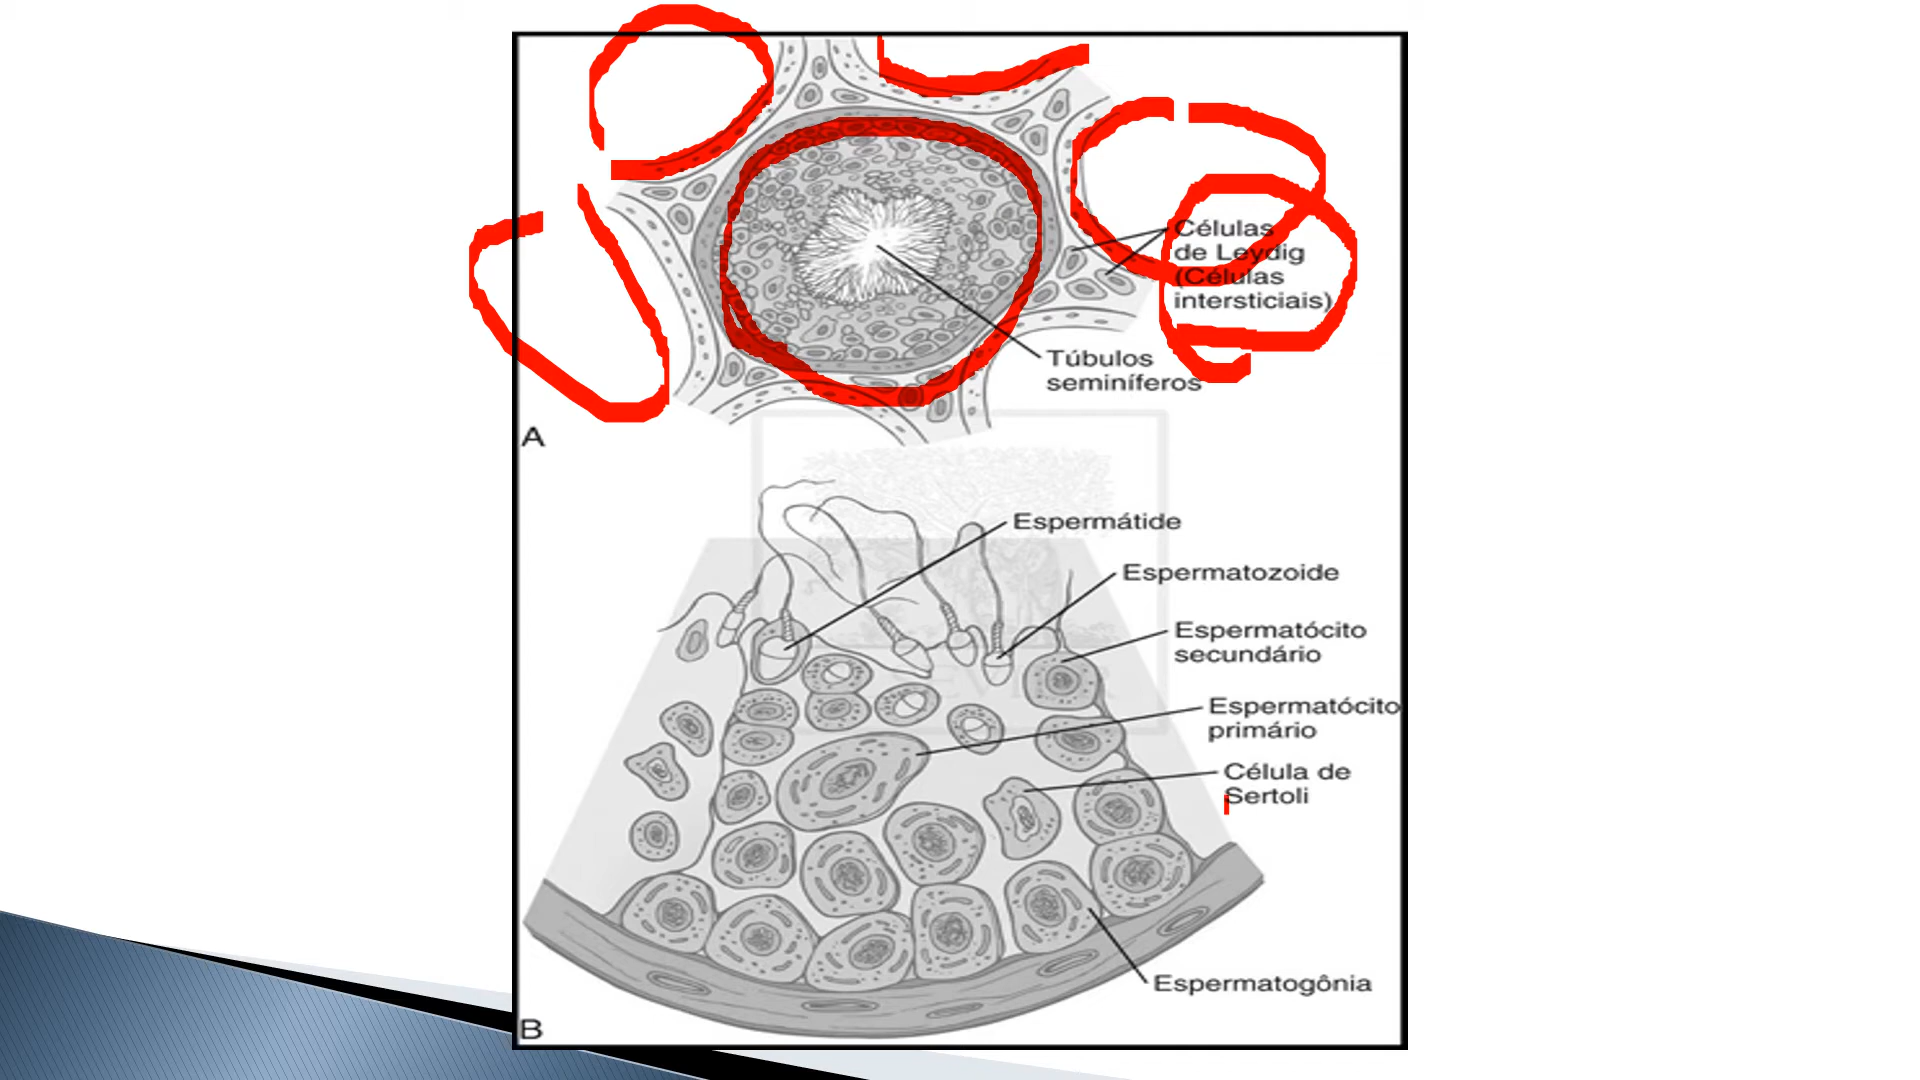 Células
de Leydig
(Células
intersticiais)
Túbulos
seminíferos
A
Espermátide
Espermatozoide
Espermatócito
secundário
Espermatócito
primário
Célula de
Sertoli
Espermatogônia
B